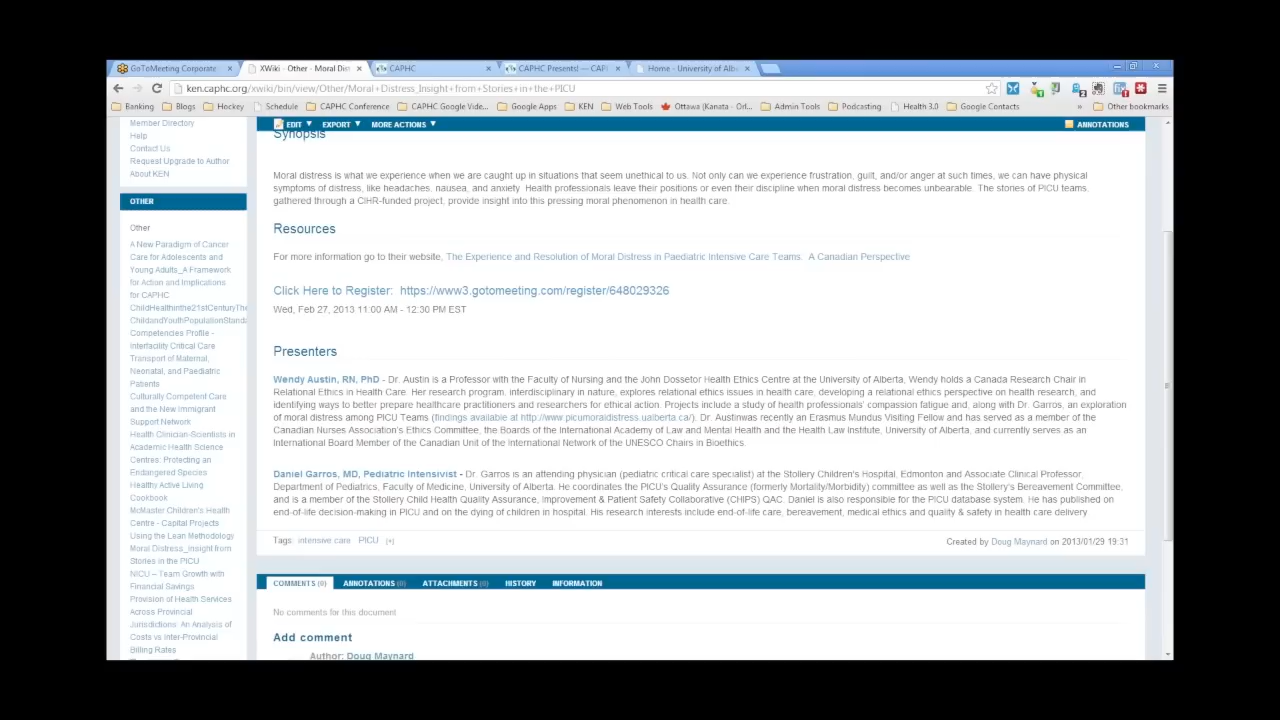 GoToMeeting Corporate
XWiki - Other - Moral Dis
CAPHC
CAPHC Presents! — CAP
Home - University of Albe
ken.caphc.org/xwiki/bin/view/Other/Moral+Distress_Insight+from+Stories+in+the+PICU
Banking Blogs Hockey Schedule CAPHC Conference CAPHC Google Vide... Google Apps KEN Web Tools Ottawa (Kanata - Orl... Admin Tools Podcasting Health 3.0 Google Contacts » Other bookmarks
EDIT EXPORT MORE ACTIONS ANNOTATIONS
Member Directory
Help
Contact Us
Request Upgrade to Author
About KEN
OTHER
Other
A New Paradigm of Cancer
Care for Adolescents and
Young Adults_A Framework
for Action and Implications
for CAPHC
ChildHealthinthe21stCenturyThe
ChildandYouthPopulationStanda
Competencies Profile -
Interfacility Critical Care
Transport of Maternal,
Neonatal, and Paediatric
Patients
Culturally Competent Care
and the New Immigrant
Support Network
Health Clinician-Scientists in
Academic Health Science
Centres: Protecting an
Endangered Species
Healthy Active Living
Cookbook
McMaster Children's Health
Centre - Capital Projects
Using the Lean Methodology
Moral Distress_Insight from
Stories in the PICU
NICU – Team Growth with
Financial Savings
Provision of Health Services
Across Provincial
Jurisdictions: An Analysis of
Costs vs Inter-Provincial
Billing Rates
Synopsis
Moral distress is what we experience when we are caught up in situations that seem unethical to us. Not only can we experience frustration, guilt, and/or anger at such times, we can have physical
symptoms of distress, like headaches, nausea, and anxiety. Health professionals leave their positions or even their discipline when moral distress becomes unbearable. The stories of PICU teams,
gathered through a CIHR-funded project, provide insight into this pressing moral phenomenon in health care.
Resources
For more information go to their website, The Experience and Resolution of Moral Distress in Paediatric Intensive Care Teams. A Canadian Perspective
Click Here to Register: https://www3.gotomeeting.com/register/648029326
Wed, Feb 27, 2013 11:00 AM - 12:30 PM EST
Presenters
Wendy Austin, RN, PhD - Dr. Austin is a Professor with the Faculty of Nursing and the John Dossetor Health Ethics Centre at the University of Alberta, Wendy holds a Canada Research Chair in
Relational Ethics in Health Care. Her research program, interdisciplinary in nature, explores relational ethics issues in health care, developing a relational ethics perspective on health research, and
identifying ways to better prepare healthcare practitioners and researchers for ethical action. Projects include a study of health professionals' compassion fatigue and, along with Dr. Garros, an exploration
of moral distress among PICU Teams (findings available at http://www.picumoraldistress.ualberta.ca/). Dr. Austinwas recently an Erasmus Mundus Visiting Fellow and has served as a member of the
Canadian Nurses Association's Ethics Committee, the Boards of the International Academy of Law and Mental Health and the Health Law Institute, University of Alberta, and currently serves as an
International Board Member of the Canadian Unit of the International Network of the UNESCO Chairs in Bioethics.
Daniel Garros, MD, Pediatric Intensivist - Dr. Garros is an attending physician (pediatric critical care specialist) at the Stollery Children's Hospital, Edmonton and Associate Clinical Professor,
Department of Pediatrics, Faculty of Medicine, University of Alberta. He coordinates the PICU's Quality Assurance (formerly Mortality/Morbidity) committee as well as the Stollery's Bereavement Committee,
and is a member of the Stollery Child Health Quality Assurance, Improvement & Patient Safety Collaborative (CHIPS) QAC. Daniel is also responsible for the PICU database system. He has published on
end-of-life decision-making in PICU and on the dying of children in hospital. His research interests include end-of-life care, bereavement, medical ethics and quality & safety in health care delivery
Tags: intensive care PICU [+]
Created by Doug Maynard on 2013/01/29 19:31
COMMENTS (0) ANNOTATIONS (0) ATTACHMENTS (0) HISTORY INFORMATION
No comments for this document
Add comment
Author: Doug Maynard